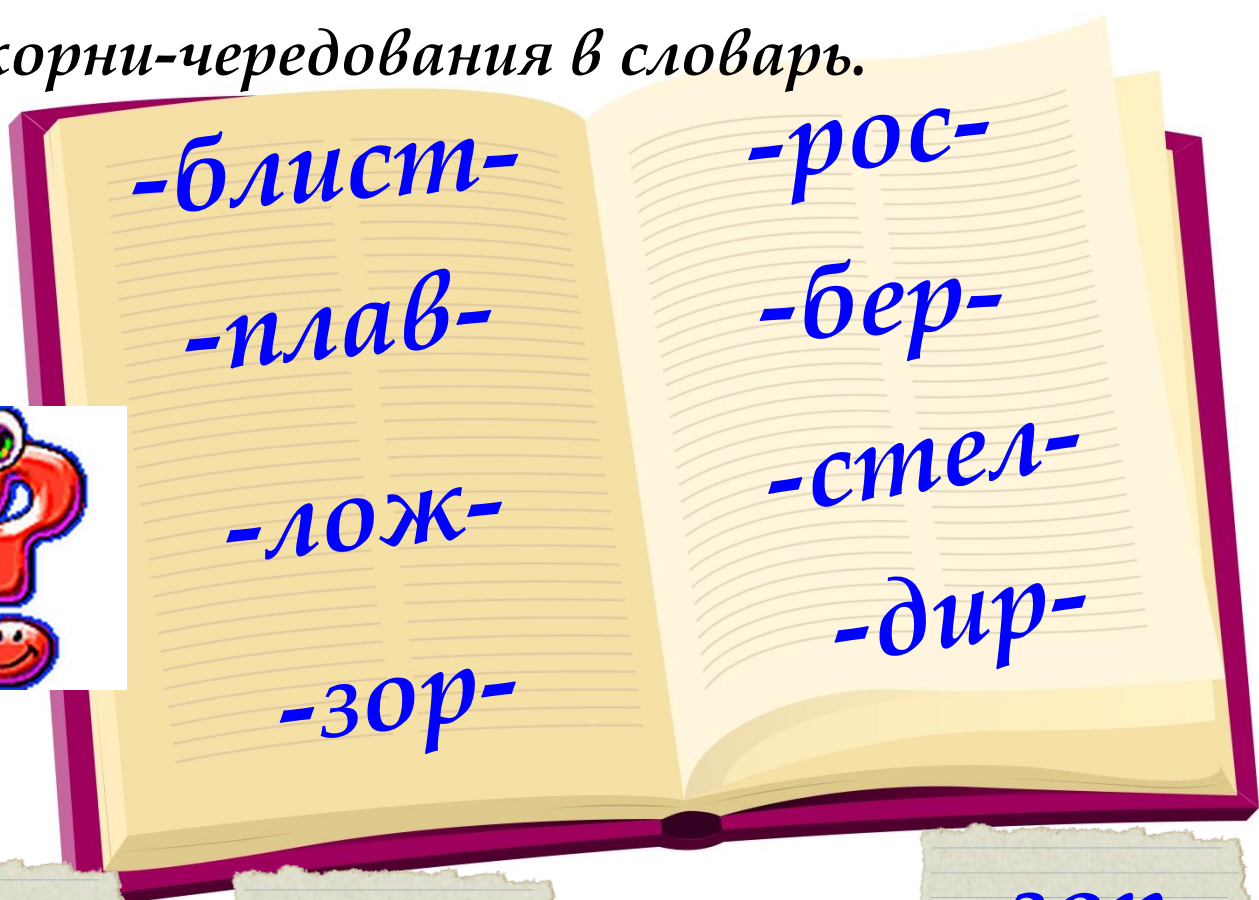 корни-чередования в словарь.
-блист-
-плав-
-лож-
-зор-
-рос-
-бер-
-стел-
-дир-